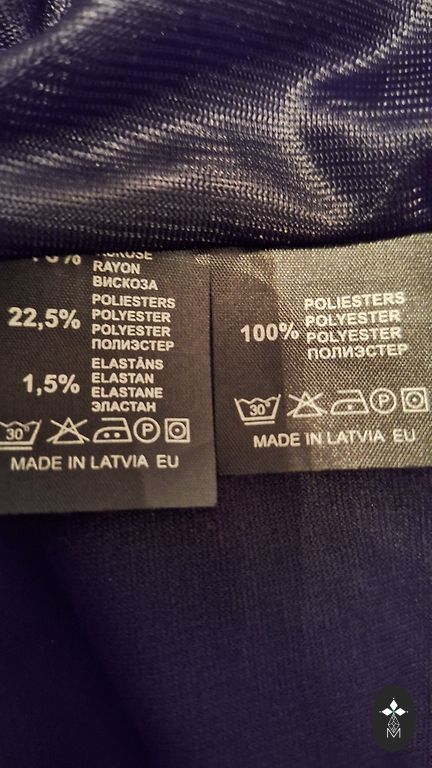 RAYON
ВИСКОЗА
22,5%
POLIESTERS
POLYESTER
POLYESTER
ПОЛИЭСТЕР
1,5%
ELASTĀNS
ELASTAN
ELASTANE
ЭЛАСТАН
30°
P
MADE IN LATVIA EU
100%
POLIESTERS
POLYESTER
POLYESTER
ПОЛИЭСТЕР
30°
P
MADE IN LATVIA EU
M